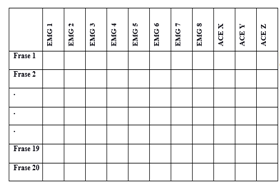 EMG 1 EMG 2 EMG 3 EMG 4 EMG 5 EMG 6 EMG 7 EMG 8 ACE X ACE Y ACE Z
Frase 1
Frase 2
.
.
.
Frase 19
Frase 20